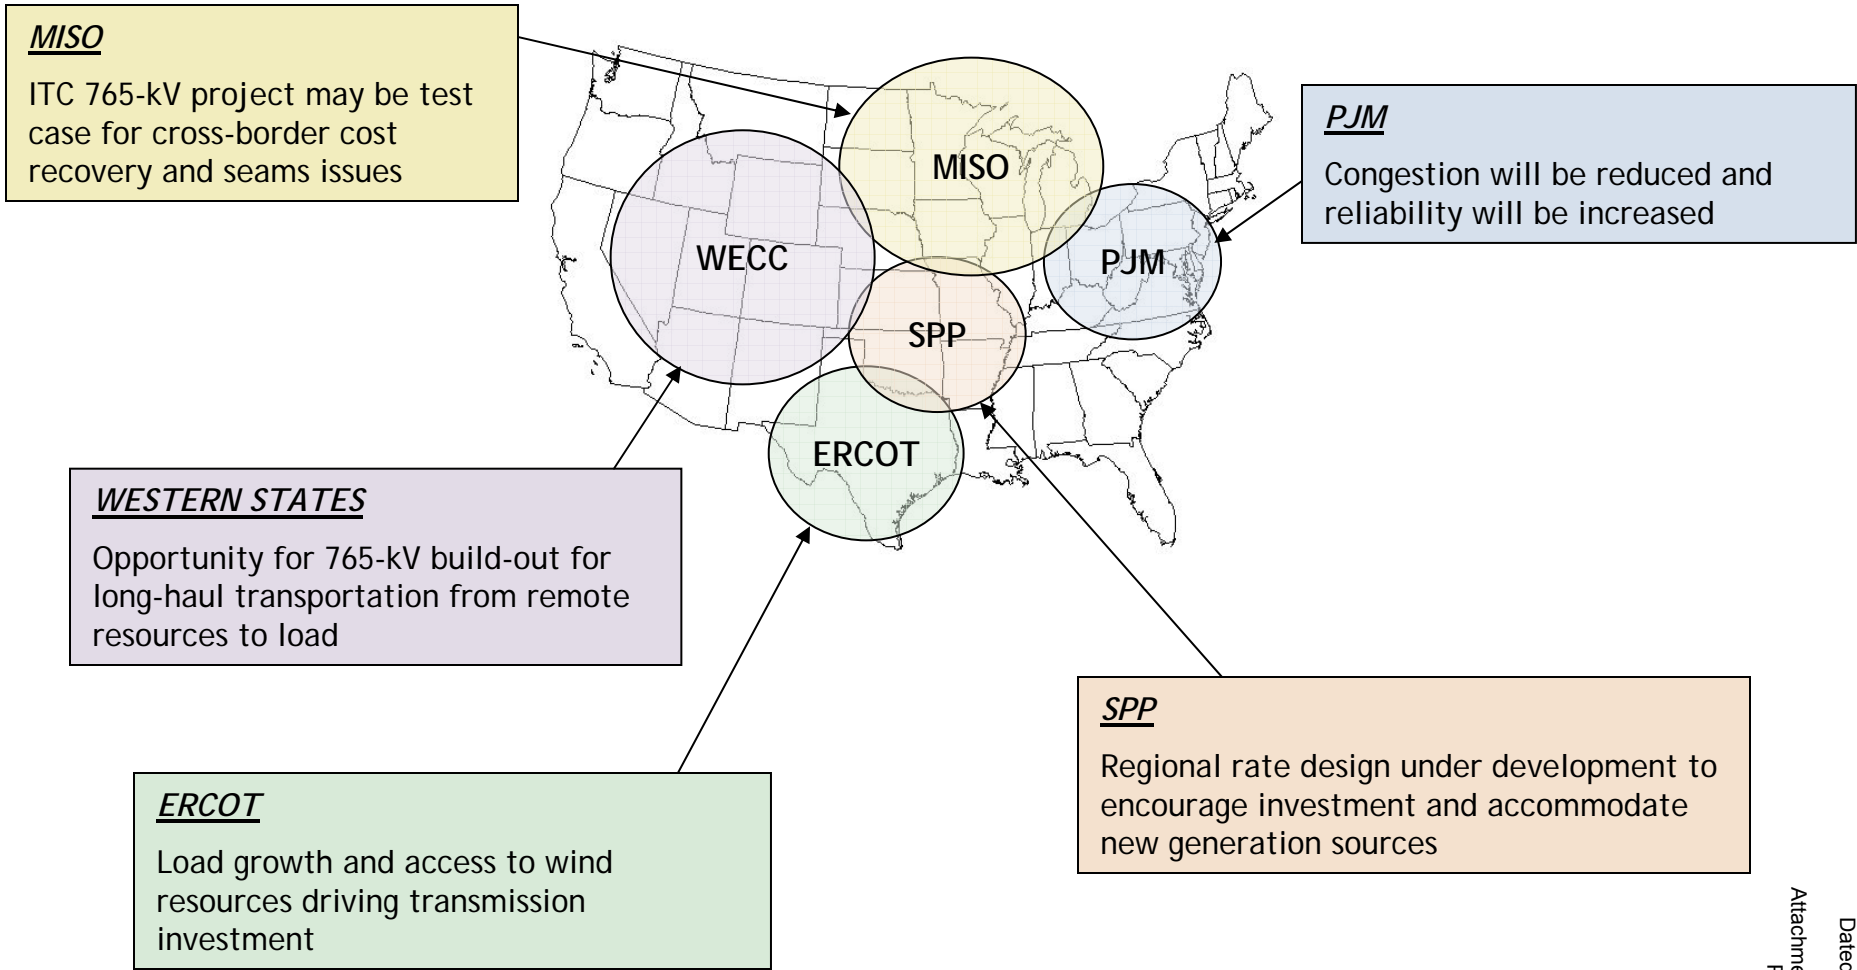 MISO
ITC 765-kV project may be test
case for cross-border cost
recovery and seams issues
PJM
Congestion will be reduced and
reliability will be increased
MISO
WECC
PJM
SPP
ERCOT
WESTERN STATES
Opportunity for 765-kV build-out for
long-haul transportation from remote
resources to load
SPP
Regional rate design under development to
encourage investment and accommodate
new generation sources
ERCOT
Load growth and access to wind
resources driving transmission
investment
Dated